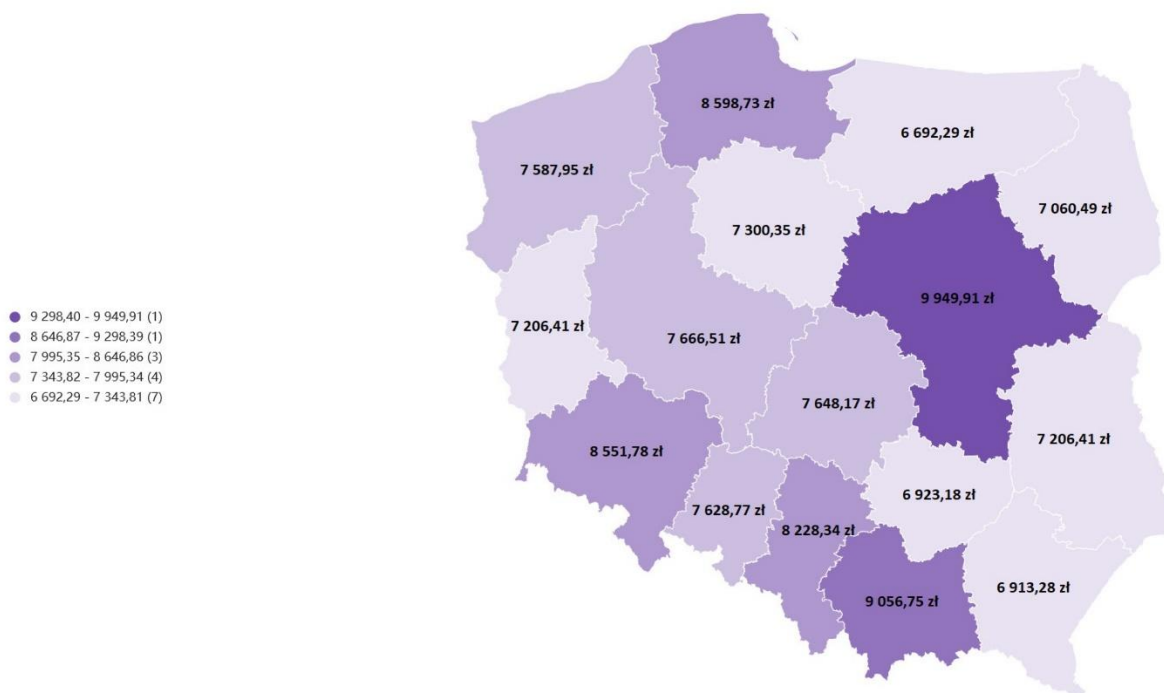 8 598,73 zł
6 692,29 zł
7 587,95 zł
7 060,49 zł
7 300,35 zł
9 949,91 zł
9 298,40 - 9 949,91 (1)
8 646,87 - 9 298,39 (1)
7 995,35 - 8 646,86 (3)
7 343,82 - 7 995,34 (4)
6 692,29 - 7 343,81 (7)
7 206,41 zł
7 666,51 zł
7 648,17 zł
7 206,41 zł
8 551,78 zł
6 923,18 zł
7 628,77 zł
8 228,34 zł
6 913,28 zł
9 056,75 zł